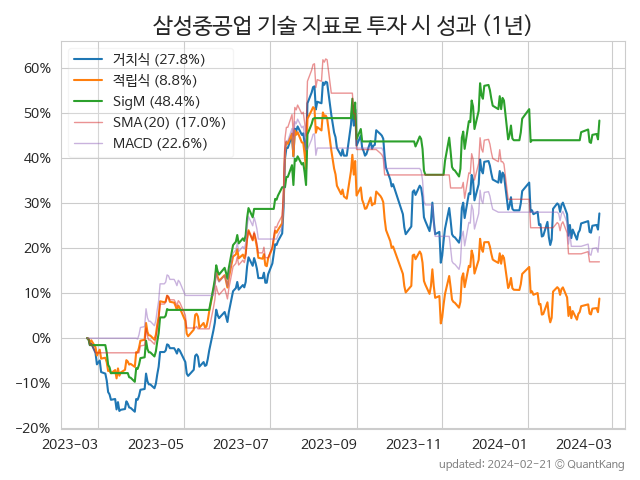 삼성중공업 기술 지표로 투자 시 성과 (1년)
거치식 (27.8%)
적립식 (8.8%)
SigM (48.4%)
SMA(20) (17.0%)
MACD (22.6%)
60%
50%
40%
30%
20%
10%
0%
−10%
−20%
2023-03 2023-05 2023-07 2023-09 2023-11 2024-01 2024-03
updated: 2024-02-21 © QuantKang